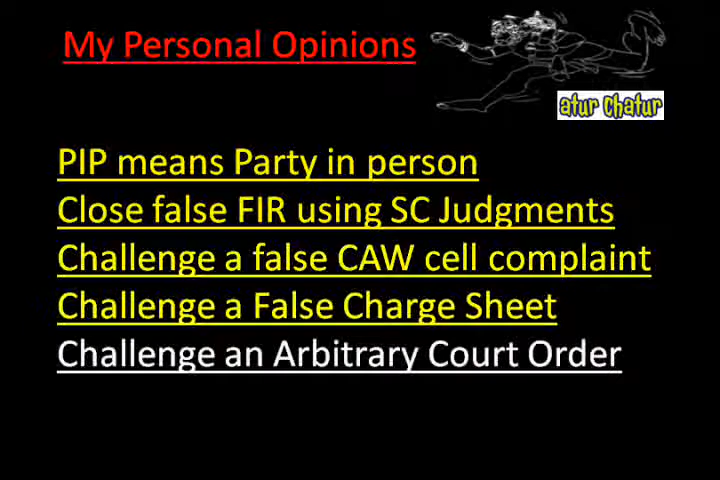 My Personal Opinions
atur chatur
PIP means Party in person
Close false FIR using SC Judgments
Challenge a false CAW cell complaint
Challenge a False Charge Sheet
Challenge an Arbitrary Court Order